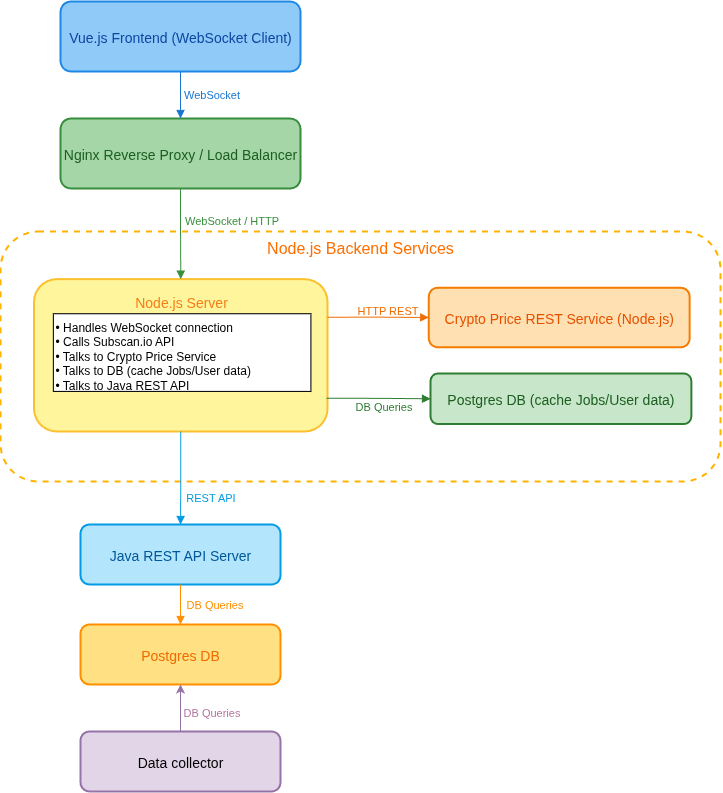 Vue.js Frontend (WebSocket Client)
WebSocket
Nginx Reverse Proxy / Load Balancer
WebSocket / HTTP
Node.js Backend Services
Node.js Server
• Handles WebSocket connection
• Calls Subscan.io API
• Talks to Crypto Price Service
• Talks to DB (cache Jobs/User data)
• Talks to Java REST API
HTTP REST
Crypto Price REST Service (Node.js)
DB Queries
Postgres DB (cache Jobs/User data)
REST API
Java REST API Server
DB Queries
Postgres DB
DB Queries
Data collector